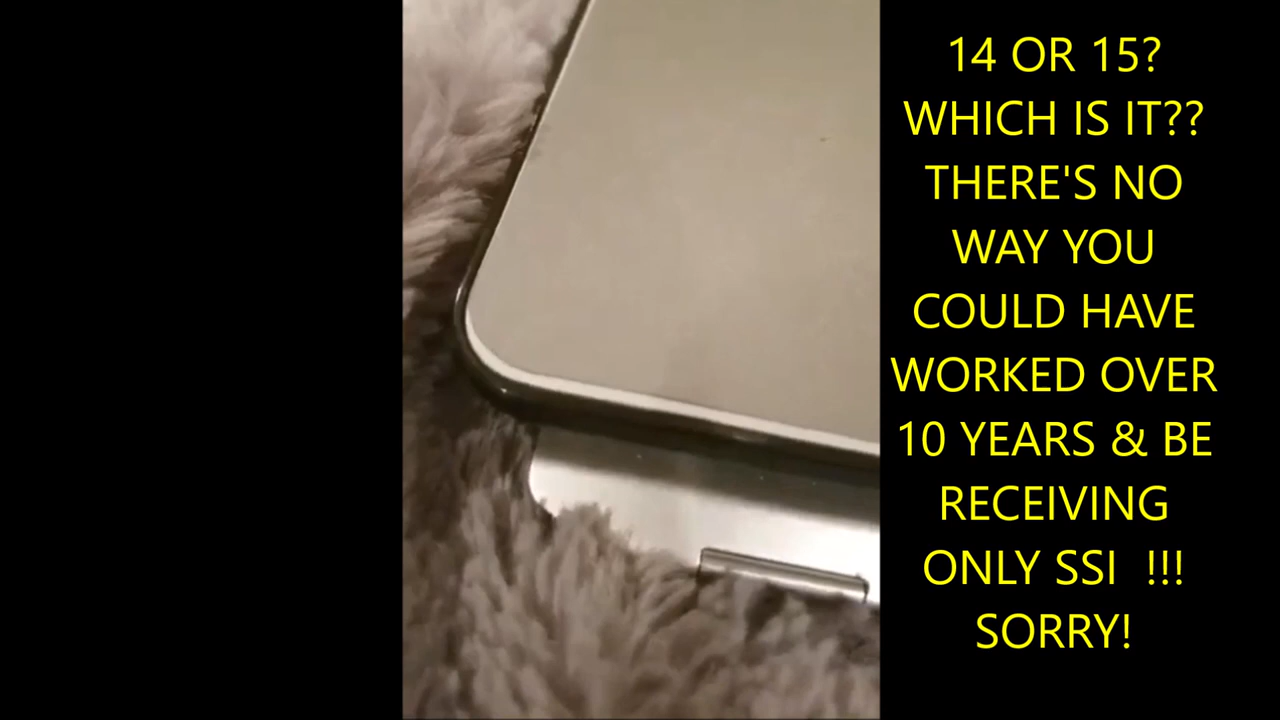 14 OR 15?
WHICH IS IT??
THERE'S NO
WAY YOU
COULD HAVE
WORKED OVER
10 YEARS & BE
RECEIVING
ONLY SSI  !!!
SORRY!